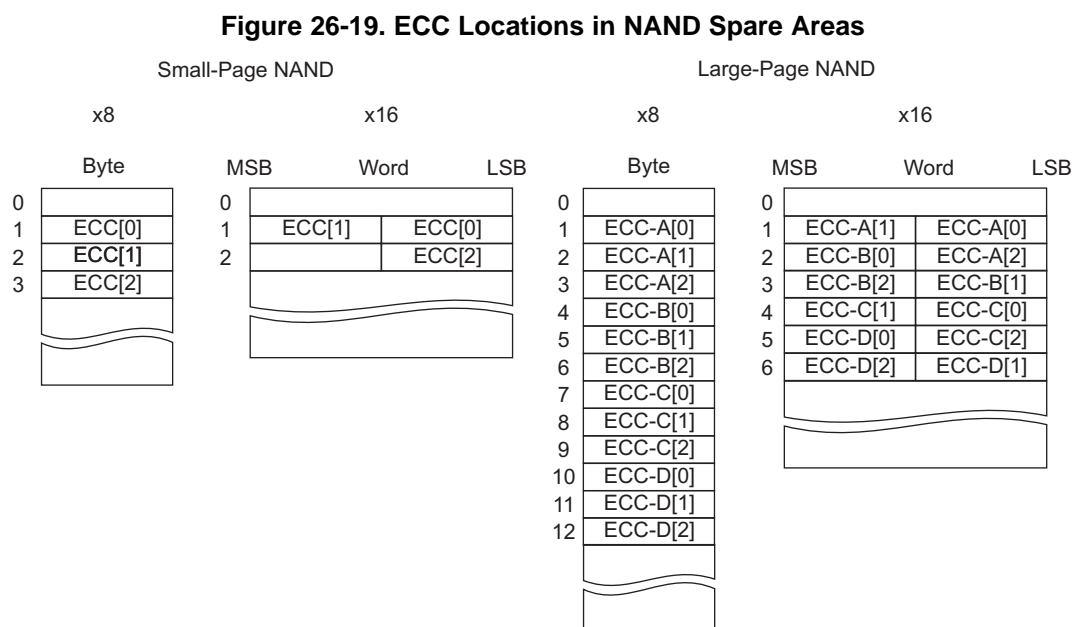 Figure 26-19. ECC Locations in NAND Spare Areas
Small-Page NAND
Large-Page NAND
x8
x16
x8
x16
Byte
MSB Word LSB
Byte
MSB Word LSB
0
1 ECC[0]
2 ECC[1]
3 ECC[2]
0
1 ECC[1] ECC[0]
2 ECC[2]
0
1 ECC-A[0]
2 ECC-A[1]
3 ECC-A[2]
4 ECC-B[0]
5 ECC-B[1]
6 ECC-B[2]
7 ECC-C[0]
8 ECC-C[1]
9 ECC-C[2]
10 ECC-D[0]
11 ECC-D[1]
12 ECC-D[2]
0
1 ECC-A[1] ECC-A[0]
2 ECC-B[0] ECC-A[2]
3 ECC-B[2] ECC-B[1]
4 ECC-C[1] ECC-C[0]
5 ECC-D[0] ECC-C[2]
6 ECC-D[2] ECC-D[1]